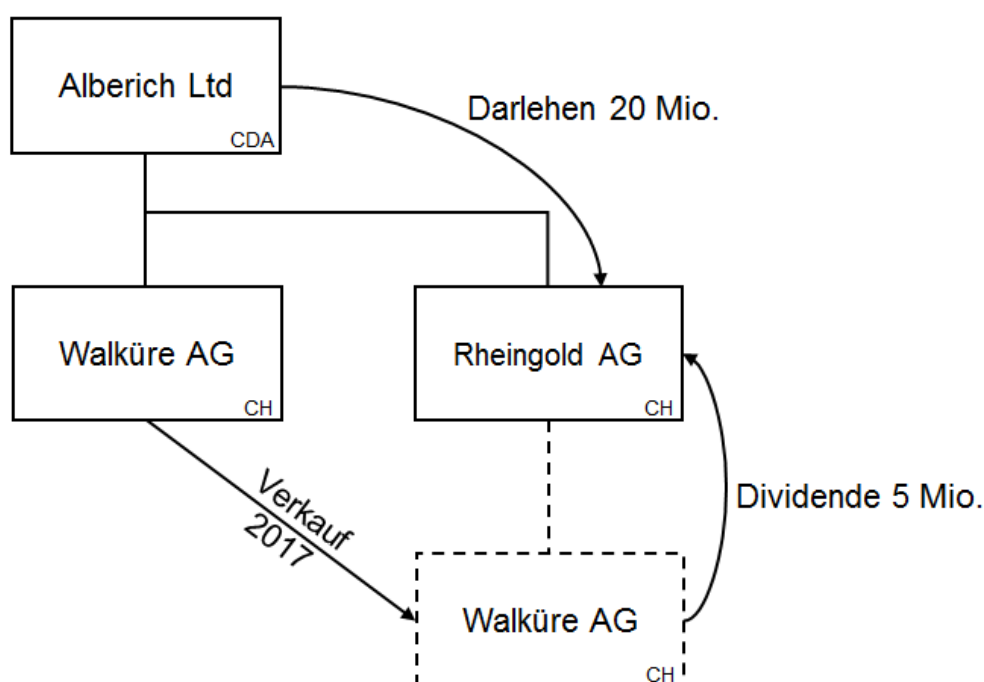 Alberich Ltd
CDA
Darlehen 20 Mio.
Walküre AG
CH
Rheingold AG
CH
Verkauf
2017
Dividende 5 Mio.
Walküre AG
CH